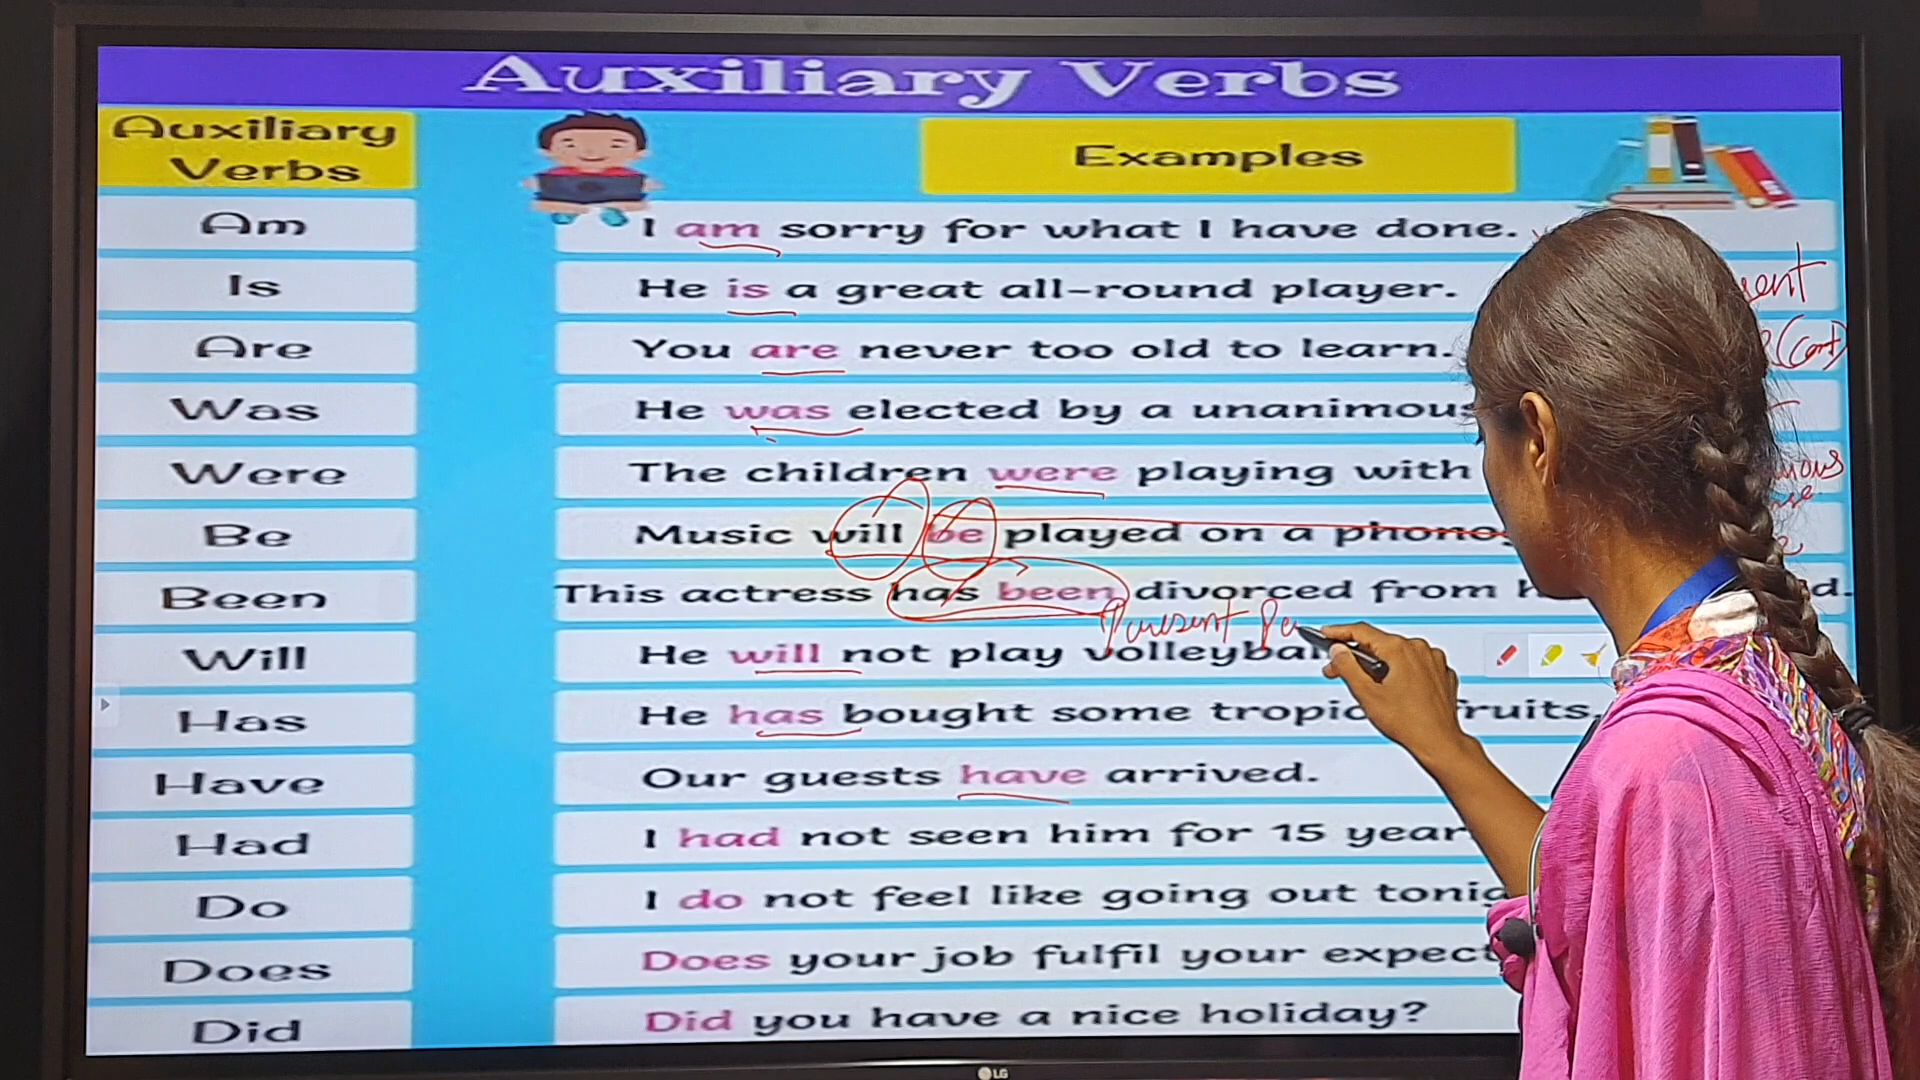 Auxiliary Verbs
Auxiliary
Verbs
Examples
Am
I am sorry for what I have done.
Is
He is a great all-round player.
Are
You are never too old to learn.
(cont)
Was
He was elected by a unanimous
Were
The children were playing with
Be
Music will be played on a
Been
This actress has been divorced from
Present
Will
He will not play
Has
He has bought some fruits.
Have
Our guests have arrived.
Had
I had not seen him for 15
Do
I do not feel like going out
Does
Does your job fulfil your
Did
Did you have a nice holiday?
LG